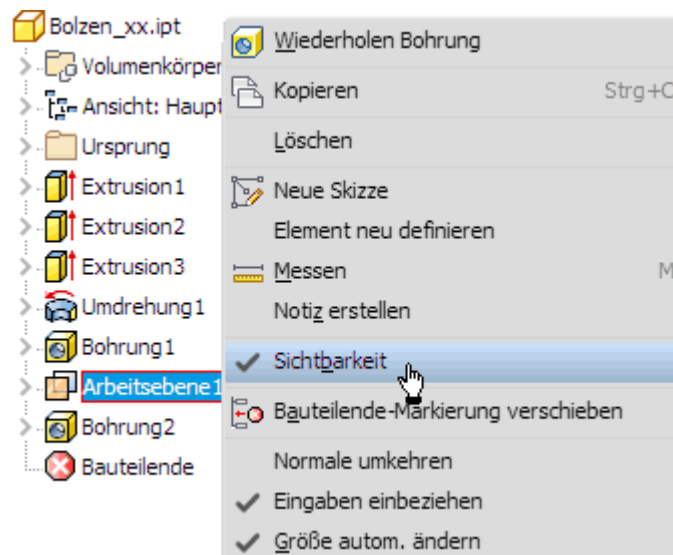 Bolzen_xx.ipt
Volumenkörper
Ansicht: Haupt
Ursprung
Extrusion1
Extrusion2
Extrusion3
Umdrehung1
Bohrung1
Arbeitsebene1
Bohrung2
Bauteilende
Wiederholen Bohrung
Kopieren Strg+C
Löschen
Neue Skizze
Element neu definieren
Messen M
Notiz erstellen
Sichtbarkeit
Bauteilende-Markierung verschieben
Normale umkehren
Eingaben einbeziehen
Größe autom. ändern